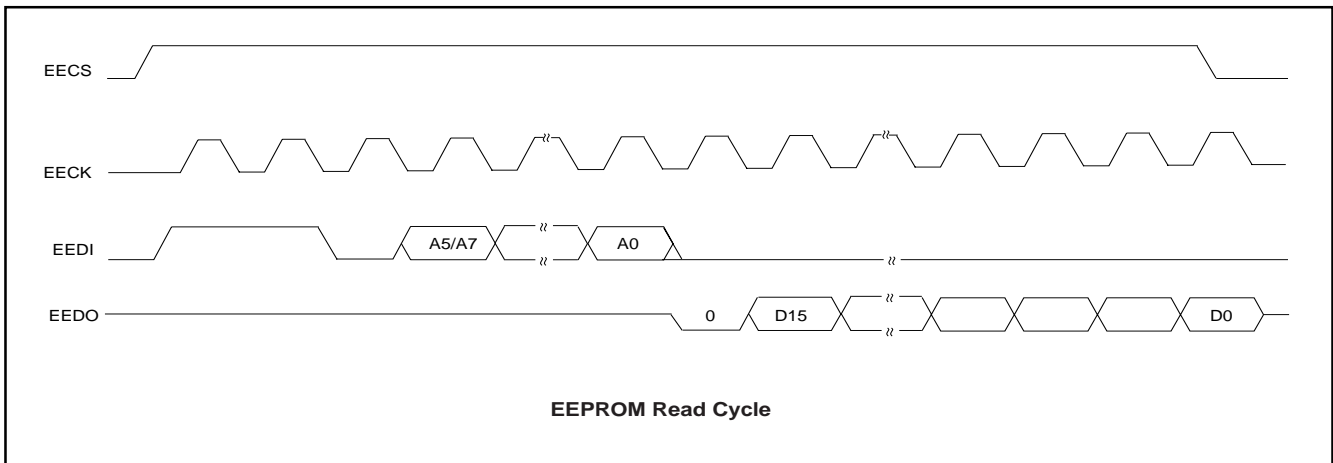 EECS
EECK
EEDI A5/A7 A0
EEDO 0 D15 D0
EEPROM Read Cycle